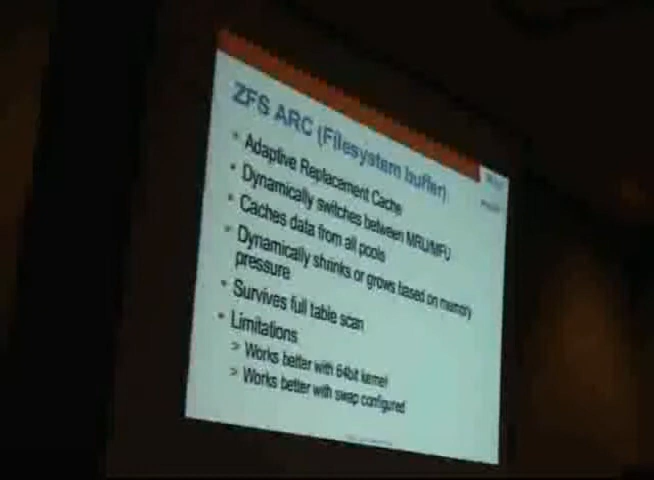 ZFS ARC (Filesystem buffer)
• Adaptive Replacement Cache
• Dynamically switches between MRU/MFU
• Caches data from all pools
• Dynamically shrinks or grows based on memory
pressure
• Survives full table scan
• Limitations
> Works better with 64bit kernel
> Works better with swap configured